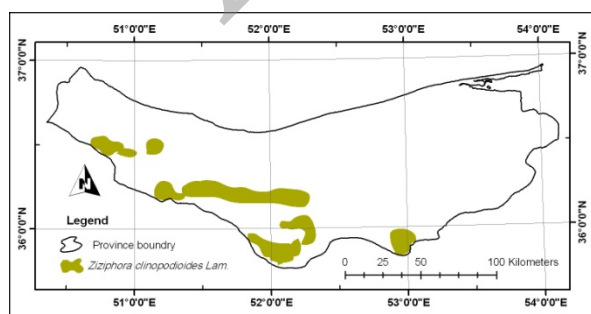 51°0'0"E 52°0'0"E 53°0'0"E 54°0'0"E
37°0'0"N 37°0'0"N
36°0'0"N 36°0'0"N
N
Legend
Province boundry
Ziziphora clinopodioides Lam.
0 25 50 100 Kilometers
51°0'0"E 52°0'0"E 53°0'0"E 54°0'0"E